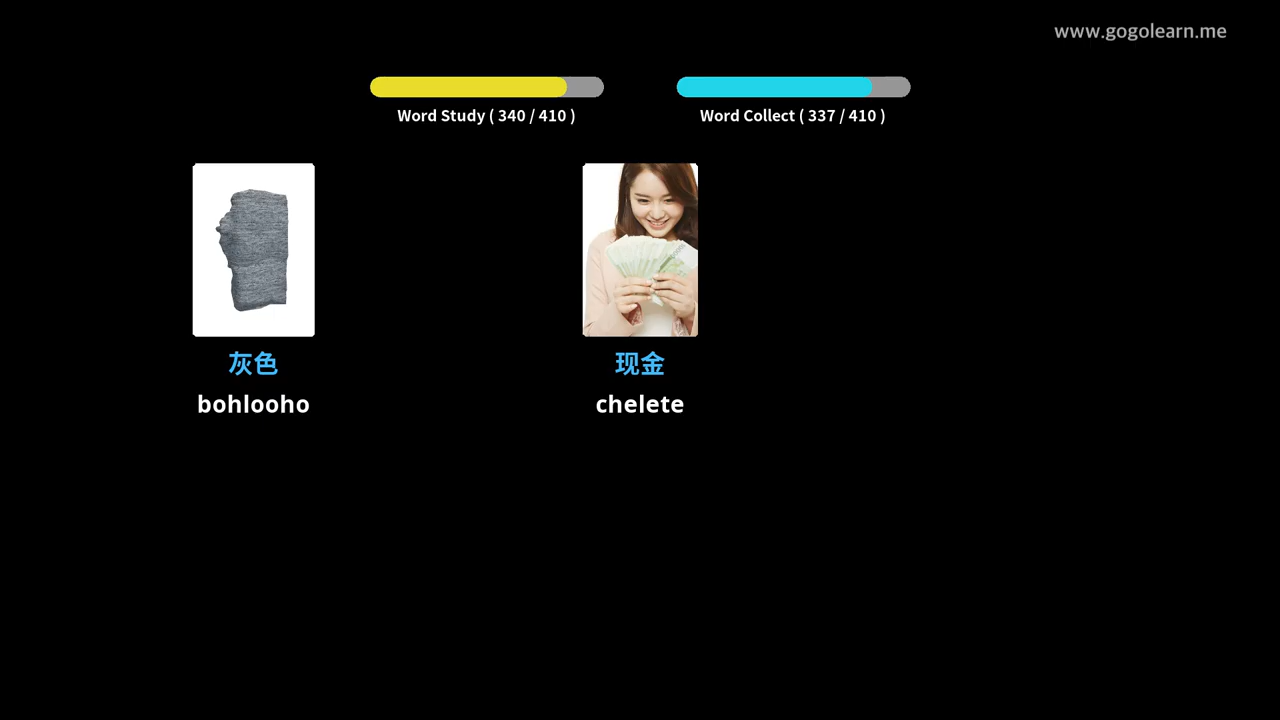 www.gogolearn.me
Word Study ( 340 / 410 )
Word Collect ( 337 / 410 )
灰色
现金
bohlooho
chelete